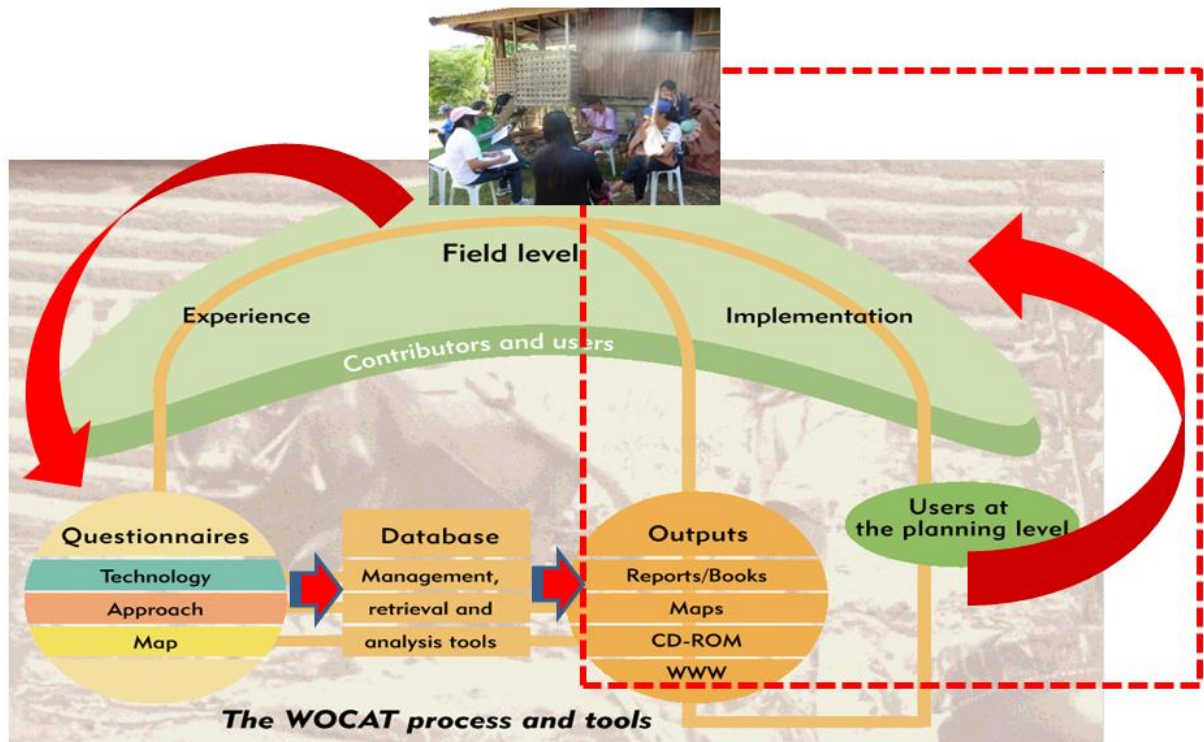 Field level
Experience
Implementation
Contributors and users
Questionnaires
Technology
Approach
Map
Database
Management,
retrieval and
analysis tools
Outputs
Reports/Books
Maps
CD-ROM
WWW
Users at
the planning level
The WOCAT process and tools